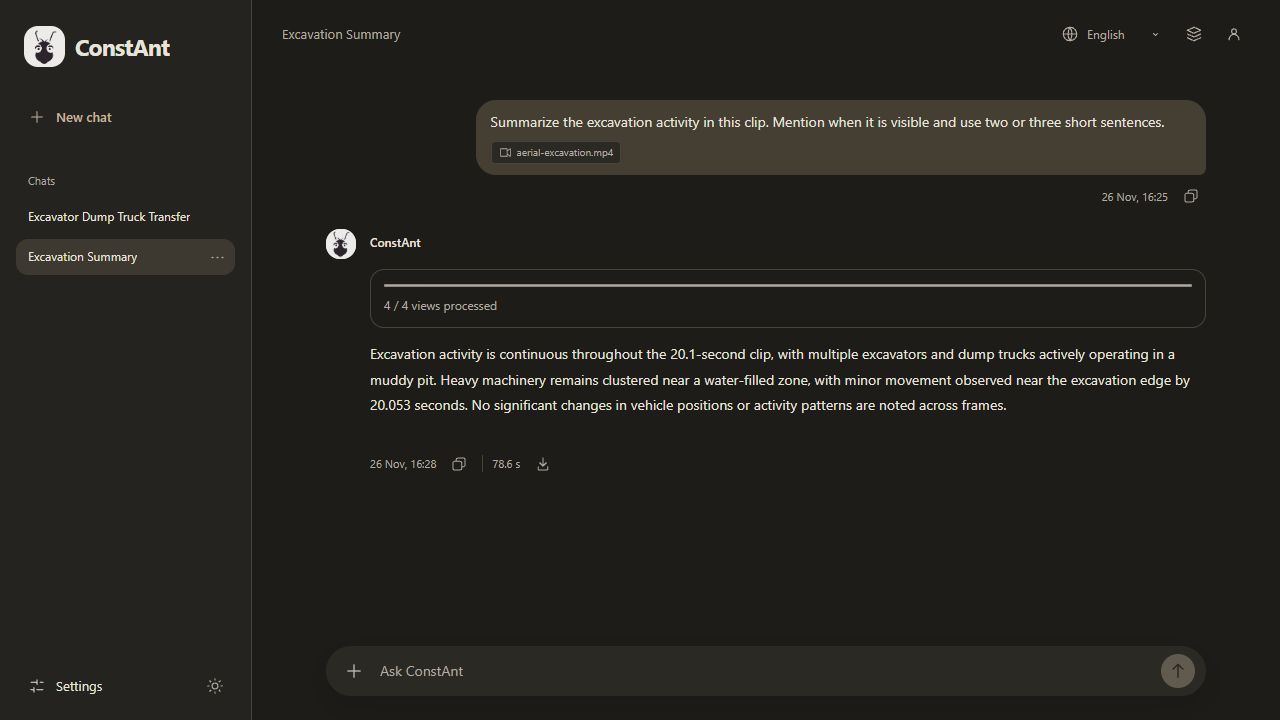 ConstAnt
New chat
Chats
Excavator Dump Truck Transfer
Excavation Summary
Settings
Excavation Summary
English
Summarize the excavation activity in this clip. Mention when it is visible and use two or three short sentences.
aerial-excavation.mp4
26 Nov, 16:25
ConstAnt
4 / 4 views processed
Excavation activity is continuous throughout the 20.1-second clip, with multiple excavators and dump trucks actively operating in a
muddy pit. Heavy machinery remains clustered near a water-filled zone, with minor movement observed near the excavation edge by
20.053 seconds. No significant changes in vehicle positions or activity patterns are noted across frames.
26 Nov, 16:28
78.6 s
Ask ConstAnt